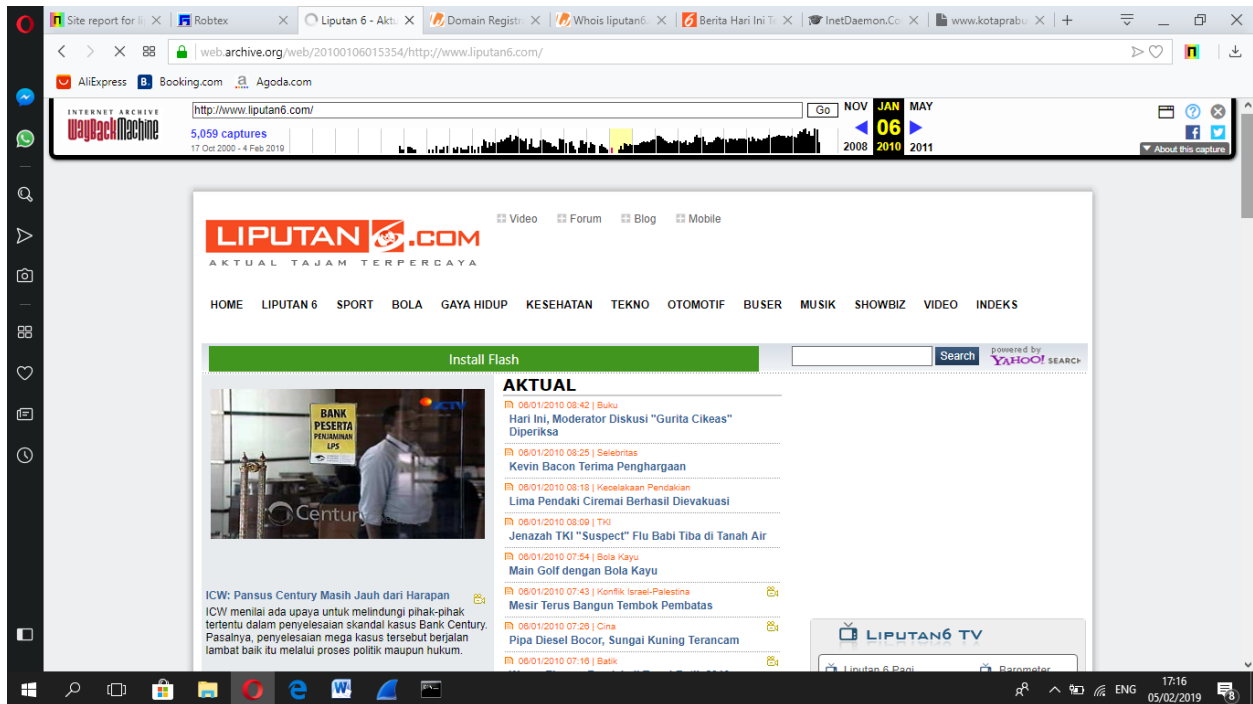 Site report for lip
Robtex
Liputan 6 - Aktu
Domain Registr
Whois liputan6.
Berita Hari Ini Te
InetDaemon.Co
www.kotaprabu
web.archive.org/web/20100106015354/http://www.liputan6.com/
AliExpress
Booking.com
Agoda.com
INTERNET ARCHIVE
WayBackMachine
http://www.liputan6.com/
Go
NOV JAN MAY
5,059 captures
06
17 Oct 2000 - 4 Feb 2019
2008 2010 2011
About this capture
Video Forum Blog Mobile
LIPUTAN 6 .COM
AKTUAL TAJAM TERPERCAYA
HOME LIPUTAN 6 SPORT BOLA GAYA HIDUP KESEHATAN TEKNO OTOMOTIF BUSER MUSIK SHOWBIZ VIDEO INDEKS
Install Flash
Search
powered by
YAHOO! SEARCH
BANK
PESERTA
PENJAMINAN
LPS
SCTV
Century
ICW: Pansus Century Masih Jauh dari Harapan
ICW menilai ada upaya untuk melindungi pihak-pihak
tertentu dalam penyelesaian skandal kasus Bank Century.
Pasalnya, penyelesaian mega kasus tersebut berjalan
lambat baik itu melalui proses politik maupun hukum.
AKTUAL
06/01/2010 08:42 | Buku
Hari Ini, Moderator Diskusi "Gurita Cikeas"
Diperiksa
06/01/2010 08:25 | Selebritas
Kevin Bacon Terima Penghargaan
06/01/2010 08:18 | Kecelakaan Pendakian
Lima Pendaki Ciremai Berhasil Dievakuasi
06/01/2010 08:09 | TKI
Jenazah TKI "Suspect" Flu Babi Tiba di Tanah Air
06/01/2010 07:54 | Bola Kayu
Main Golf dengan Bola Kayu
06/01/2010 07:43 | Konflik Israel-Palestina
Mesir Terus Bangun Tembok Pembatas
06/01/2010 07:26 | Cina
Pipa Diesel Bocor, Sungai Kuning Terancam
06/01/2010 07:16 | Batik
LIPUTAN6 TV
Liputan 6 Pagi
Barometer
ENG
17:16
05/02/2019
8